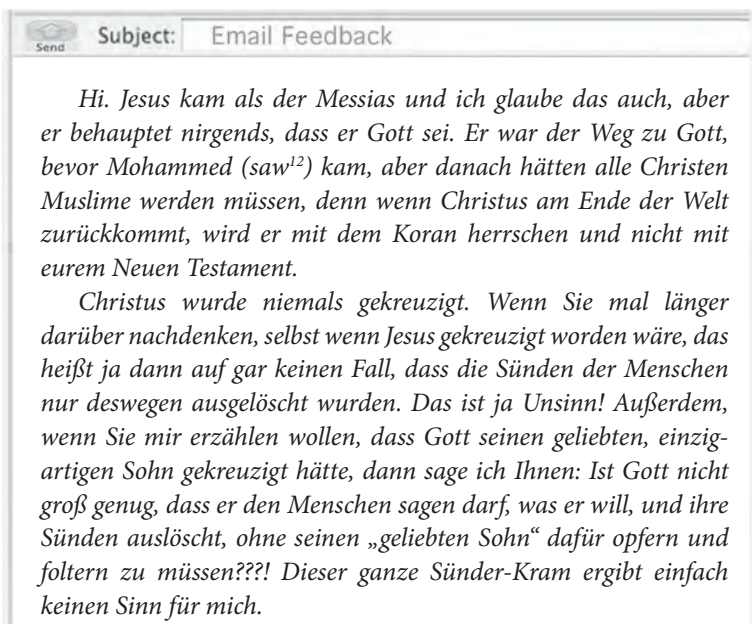 Send Subject: Email Feedback
Hi. Jesus kam als der Messias und ich glaube das auch, aber
er behauptet nirgends, dass er Gott sei. Er war der Weg zu Gott,
bevor Mohammed (saw¹²) kam, aber danach hätten alle Christen
Muslime werden müssen, denn wenn Christus am Ende der Welt
zurückkommt, wird er mit dem Koran herrschen und nicht mit
eurem Neuen Testament.
Christus wurde niemals gekreuzigt. Wenn Sie mal länger
darüber nachdenken, selbst wenn Jesus gekreuzigt worden wäre, das
heißt ja dann auf gar keinen Fall, dass die Sünden der Menschen
nur deswegen ausgelöscht wurden. Das ist ja Unsinn! Außerdem,
wenn Sie mir erzählen wollen, dass Gott seinen geliebten, einzig-
artigen Sohn gekreuzigt hätte, dann sage ich Ihnen: Ist Gott nicht
groß genug, dass er den Menschen sagen darf, was er will, und ihre
Sünden auslöscht, ohne seinen „geliebten Sohn“ dafür opfern und
foltern zu müssen???! Dieser ganze Sünder-Kram ergibt einfach
keinen Sinn für mich.